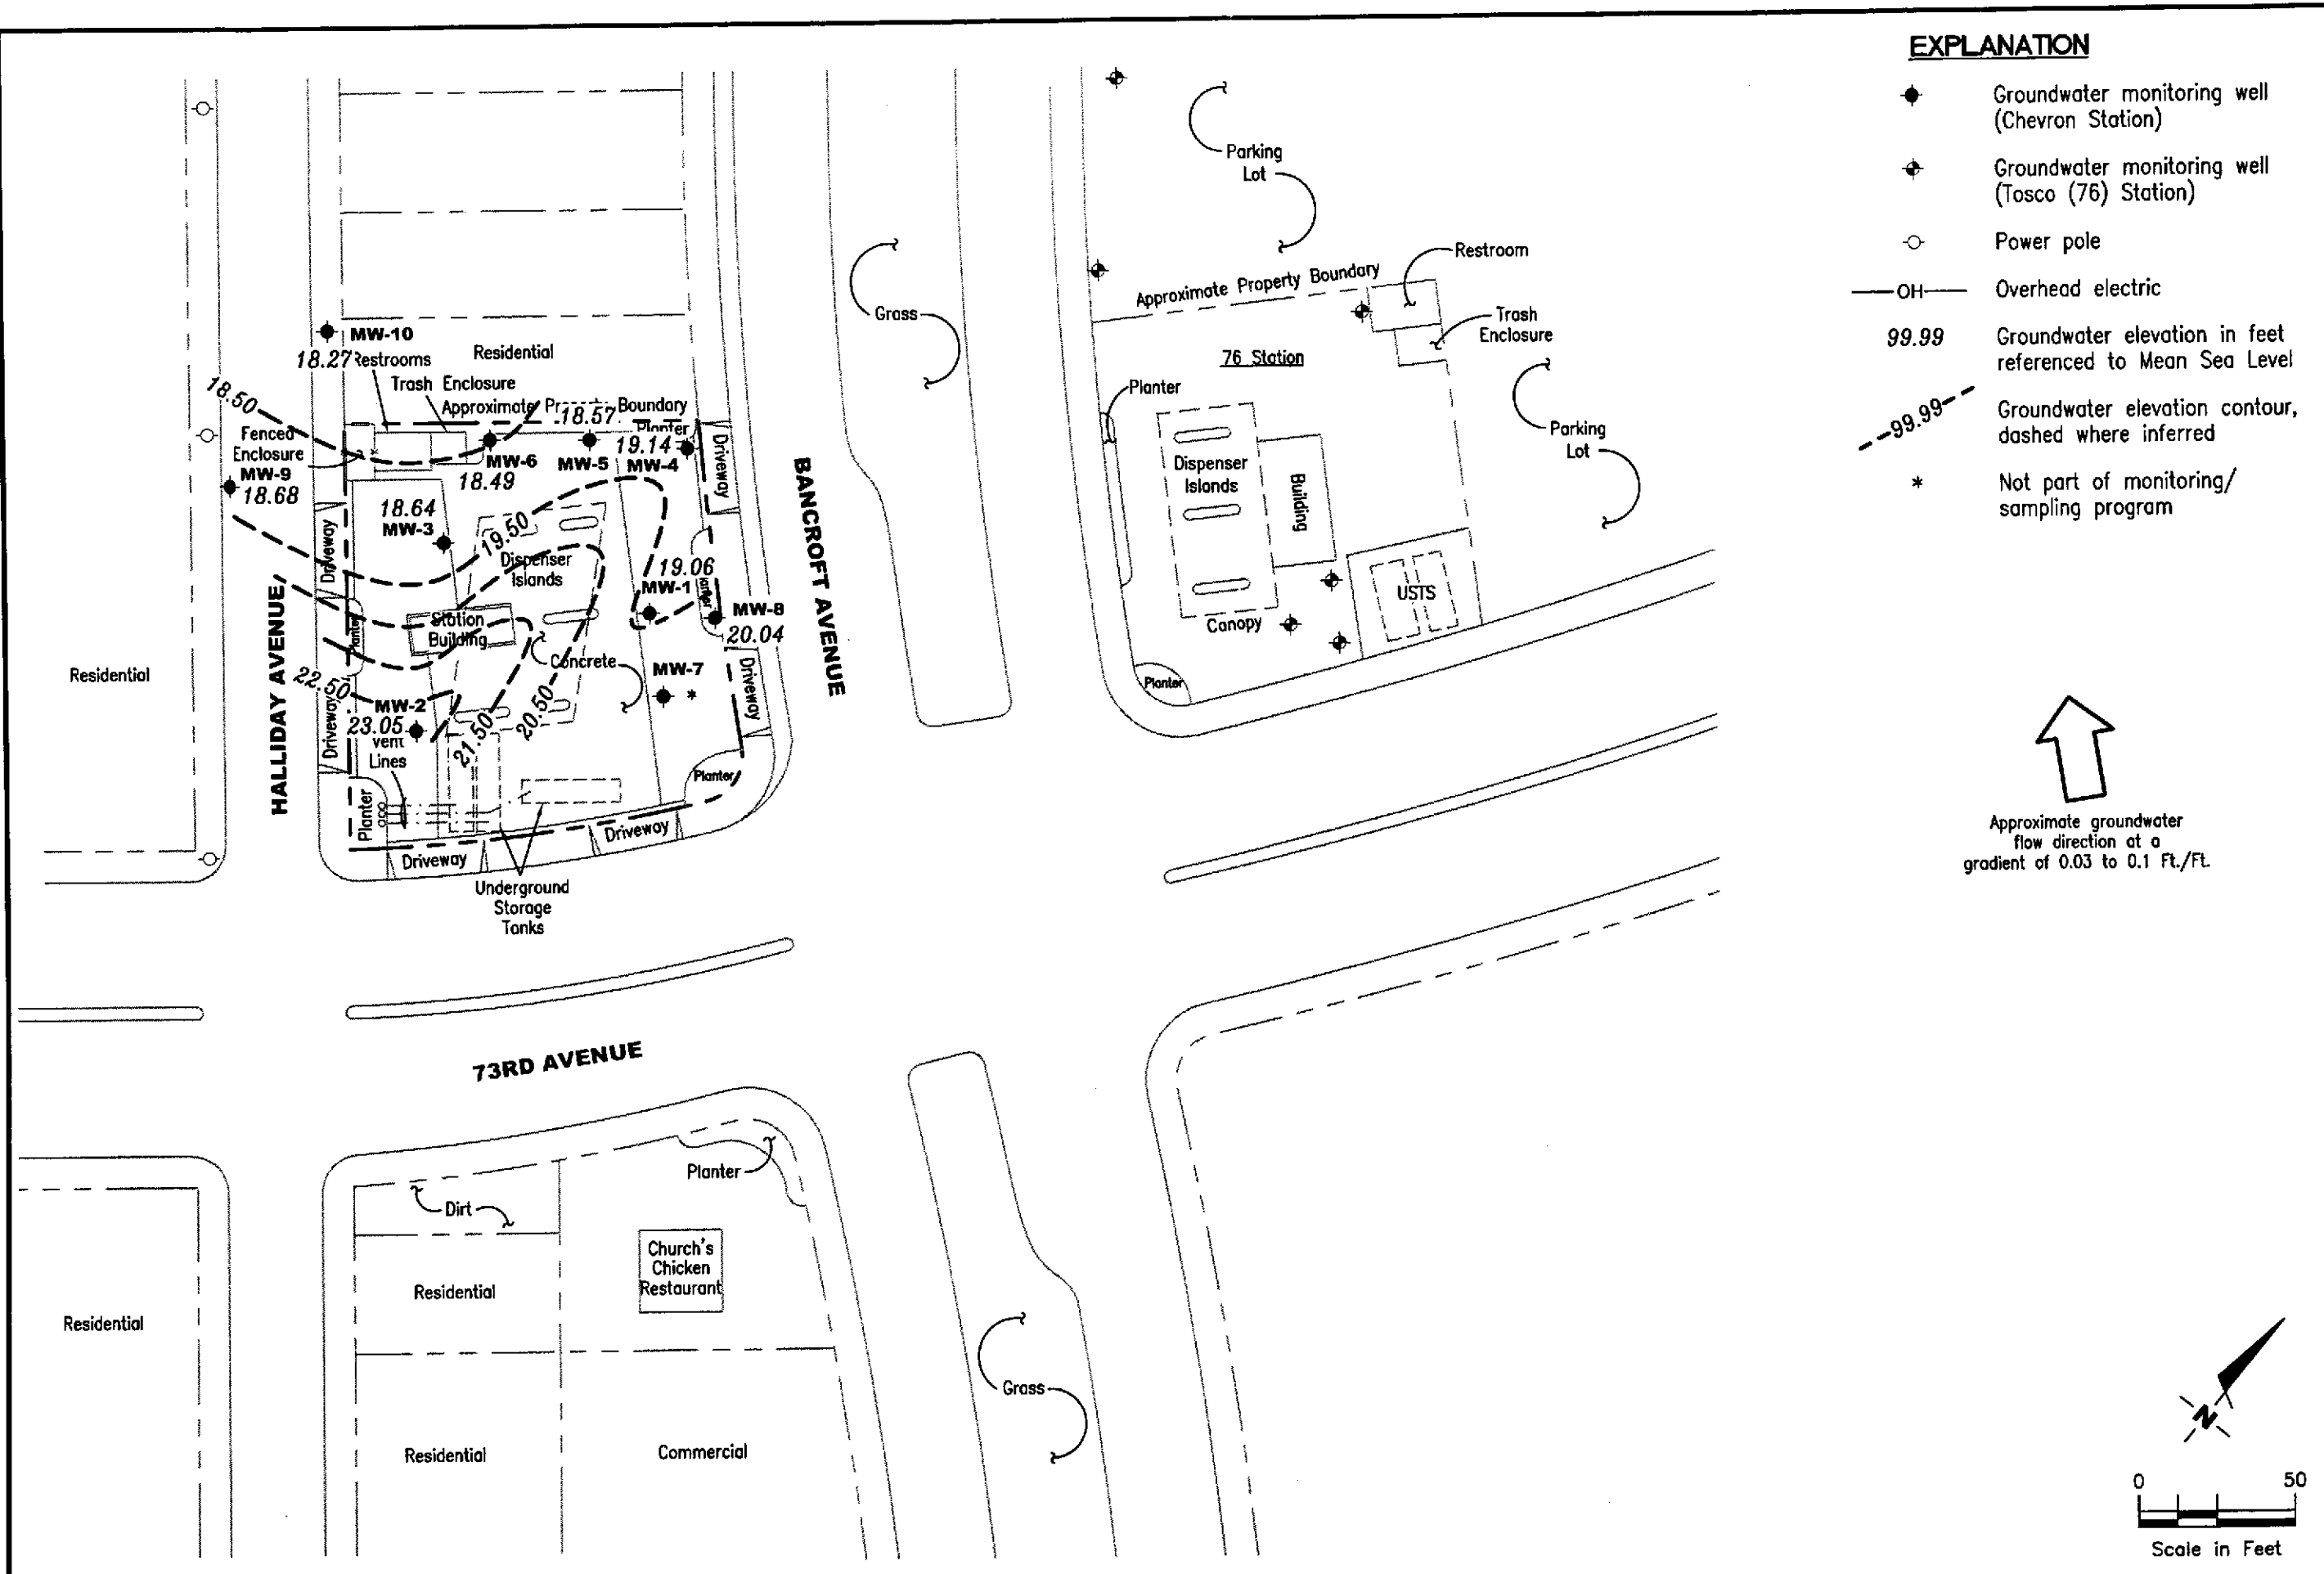 EXPLANATION
Groundwater monitoring well
(Chevron Station)
Groundwater monitoring well
(Tosco (76) Station)
Power pole
OH
Overhead electric
99.99
Groundwater elevation in feet
referenced to Mean Sea Level
99.99
Groundwater elevation contour,
dashed where inferred
*
Not part of monitoring/
sampling program
Approximate groundwater
flow direction at a
gradient of 0.03 to 0.1 Ft./Ft.
N
0 50
Scale in Feet
Parking
Lot
Restroom
Approximate Property Boundary
Trash
Enclosure
76 Station
Planter
Parking
Lot
Dispenser
Islands
Building
USTS
Canopy
Planter
Grass
BANCROFT AVENUE
MW-10
18.27
Restrooms
Residential
Trash Enclosure
18.50
Approximate Boundary
18.57
Planter
Fenced
Enclosure
MW-9
18.68
MW-6
18.49
MW-5
19.14
MW-4
Driveway
18.64
MW-3
19.50
Dispenser
Islands
Driveway
19.06
MW-1
MW-8
20.04
Station
Building
Planter
Concrete
MW-7
*
Driveway
HALLIDAY AVENUE
Residential
22.50
MW-2
23.05
Vent
Lines
Driveway
21.50
20.50
Planter
Planter
Driveway
Driveway
Underground
Storage
Tanks
73RD AVENUE
Planter
Dirt
Church's
Chicken
Restaurant
Residential
Residential
Grass
Residential
Commercial